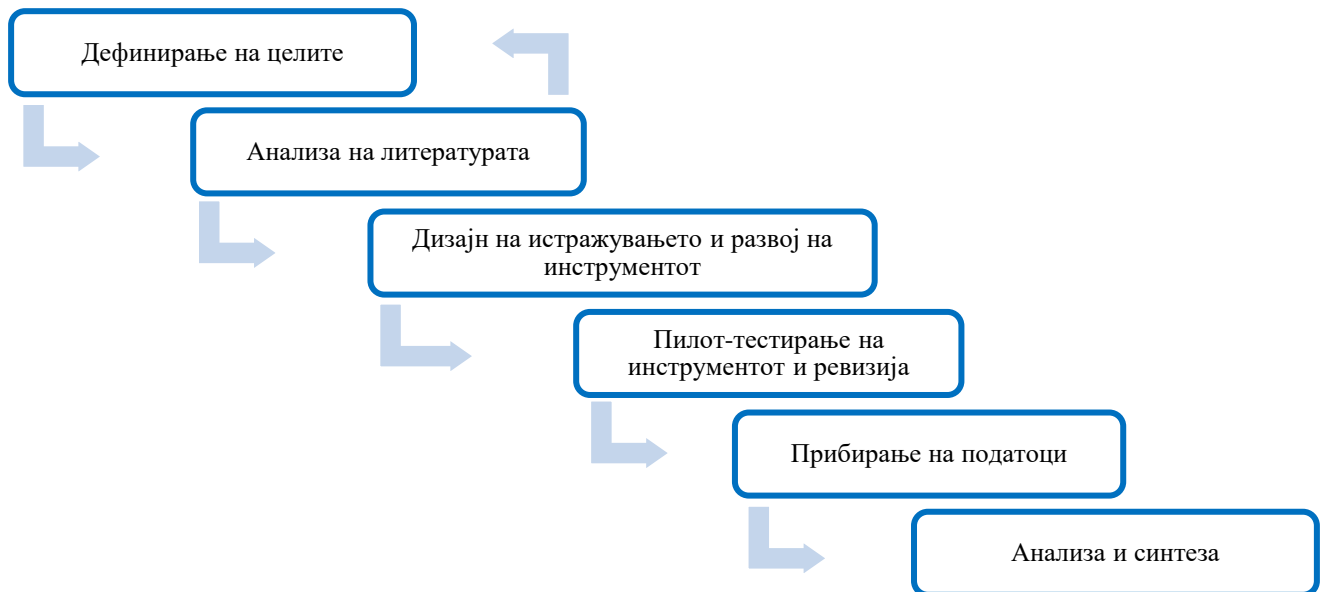 Дефинирање на целите
Анализа на литературата
Дизајн на истражувањето и развој на
инструментот
Пилот-тестирање на
инструментот и ревизија
Прибирање на податоци
Анализа и синтеза